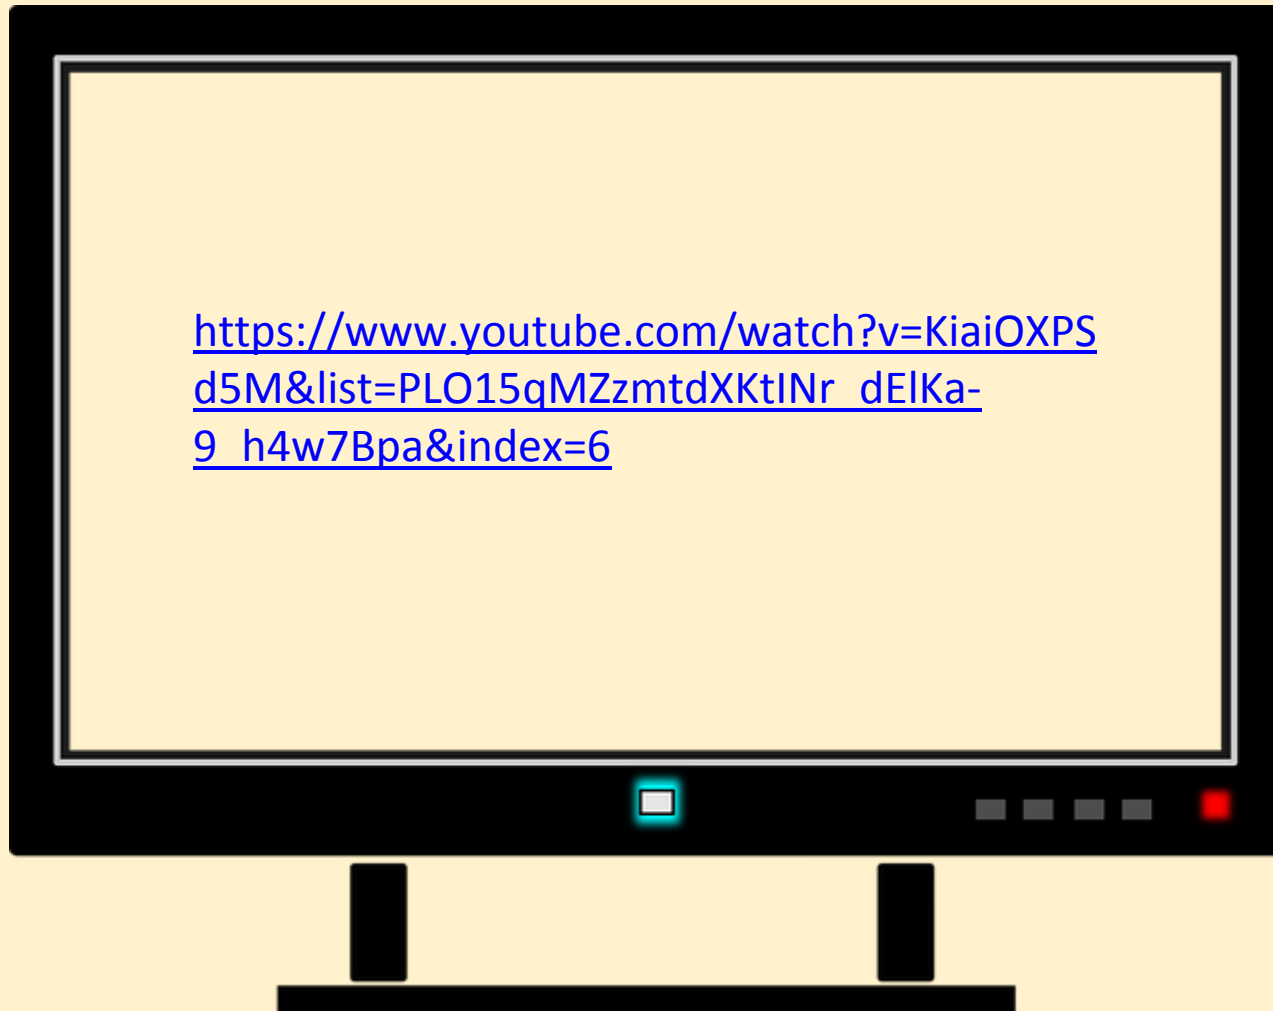 https://www.youtube.com/watch?v=KiaiOXPS
d5M&list=PLO15qMZzmtdXKtINr_dElKa-
9_h4w7Bpa&index=6